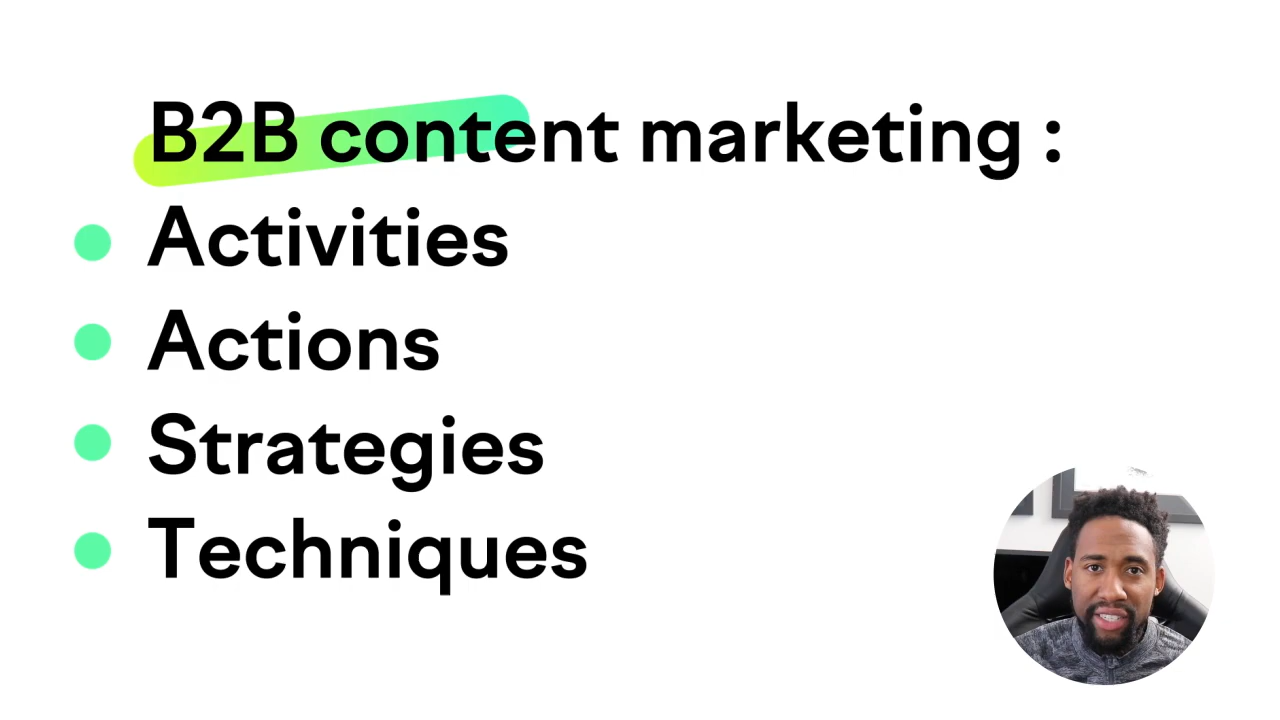 B2B content marketing :
Activities
Actions
Strategies
Techniques